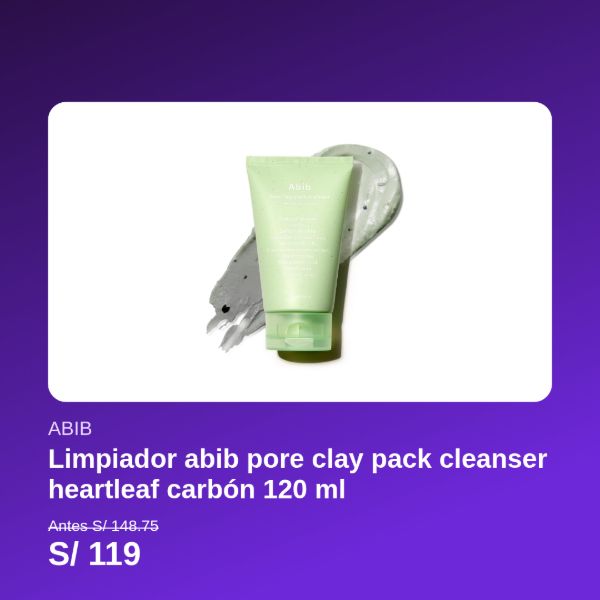 Abib
ABIB
Limpiador abib pore clay pack cleanser
heartleaf carbón 120 ml
Antes S/ 148.75
S/ 119